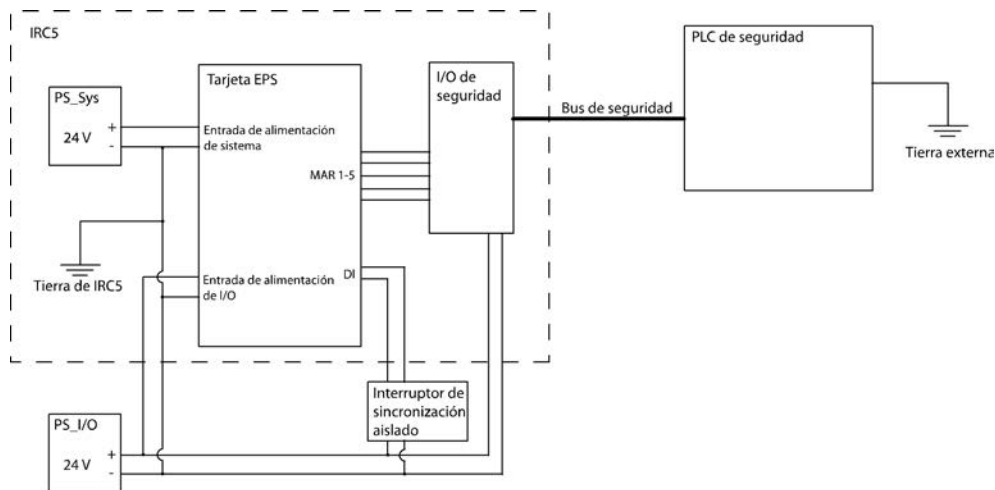 IRC5
PS_Sys
24 V
+
-
Tarjeta EPS
Entrada de alimentación
de sistema
MAR 1-5
Entrada de alimentación
de I/O
DI
I/O de
seguridad
Bus de seguridad
PLC de seguridad
Tierra externa
Tierra de IRC5
Interruptor de
sincronización
aislado
PS_I/O
24 V
+
-